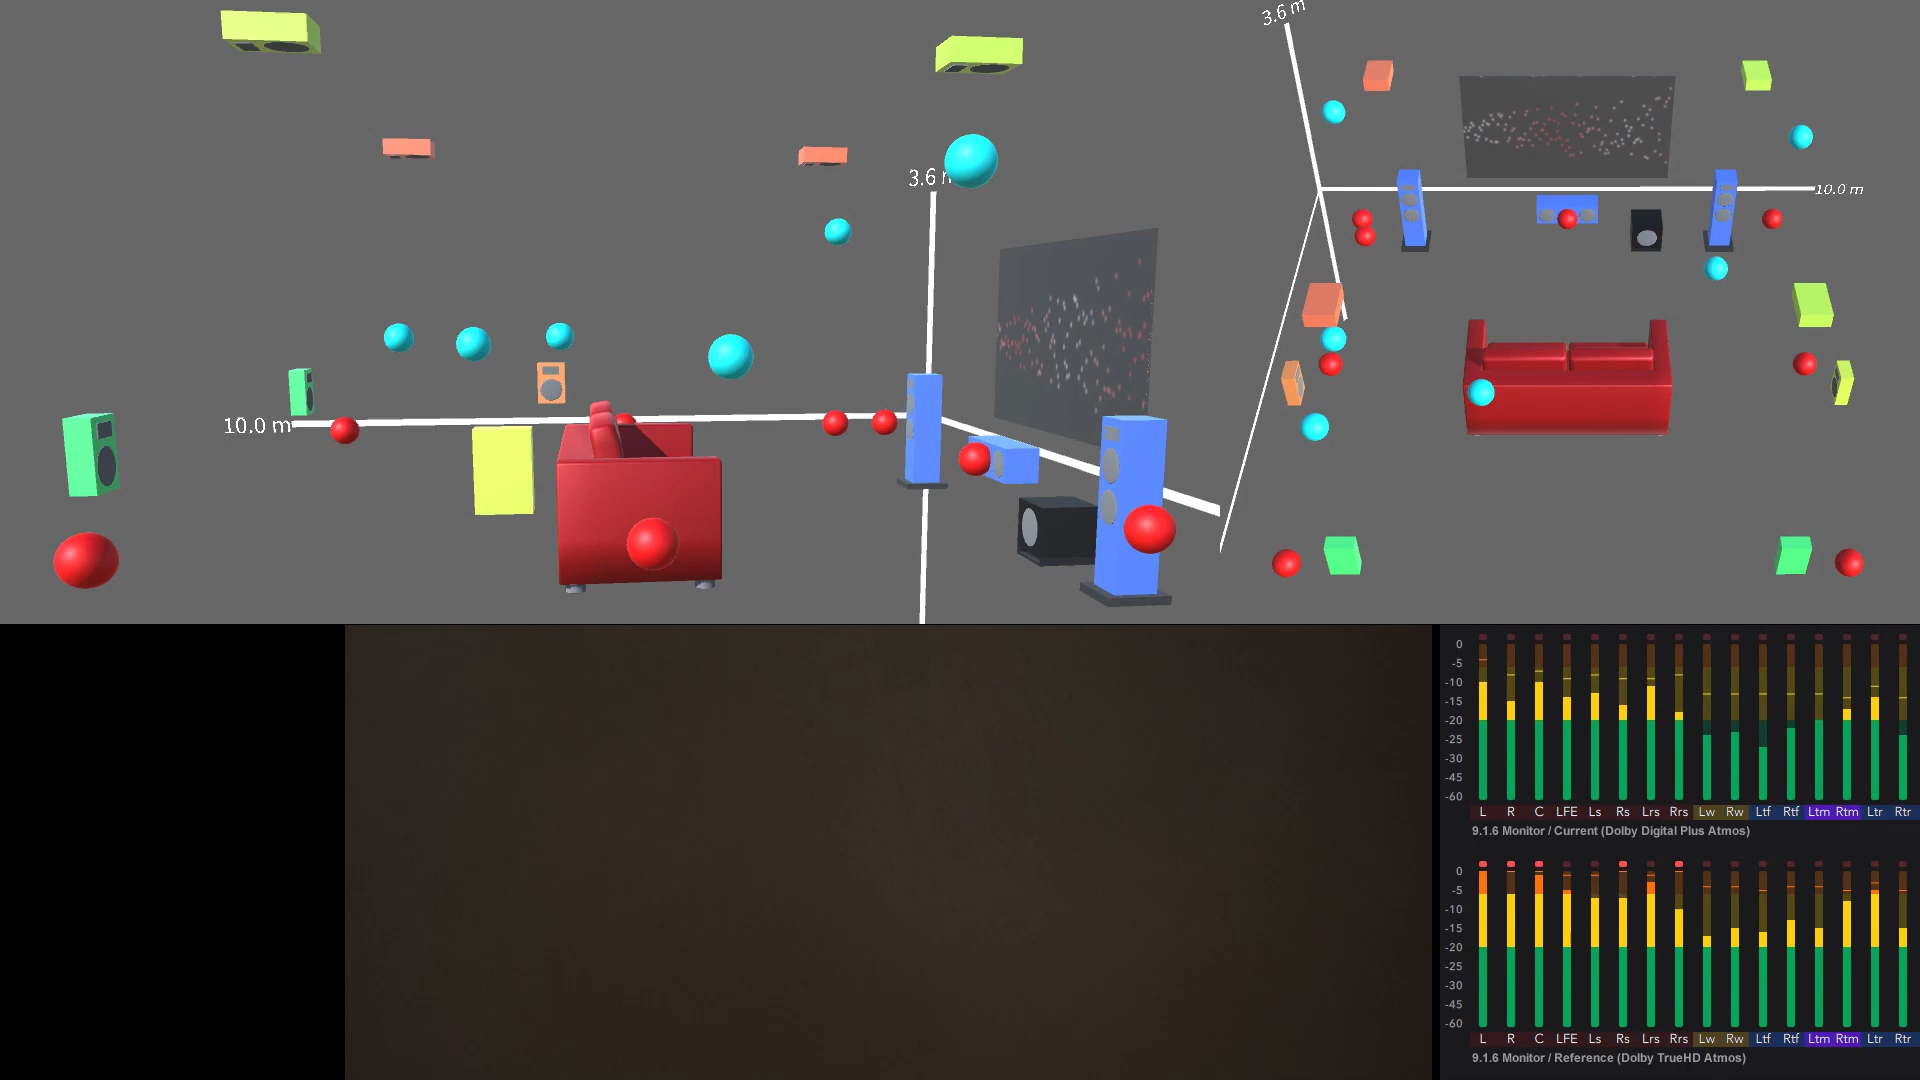 3.6 m
3.6 m
10.0 m
10.0 m
0
-5
-10
-15
-20
-25
-30
-45
-60
L R C LFE Ls Rs Lrs Rrs Lw Rw Ltf Rtf Ltm Rtm Ltr Rtr
9.1.6 Monitor / Current (Dolby Digital Plus Atmos)
0
-5
-10
-15
-20
-25
-30
-45
-60
L R C LFE Ls Rs Lrs Rrs Lw Rw Ltf Rtf Ltm Rtm Ltr Rtr
9.1.6 Monitor / Reference (Dolby TrueHD Atmos)